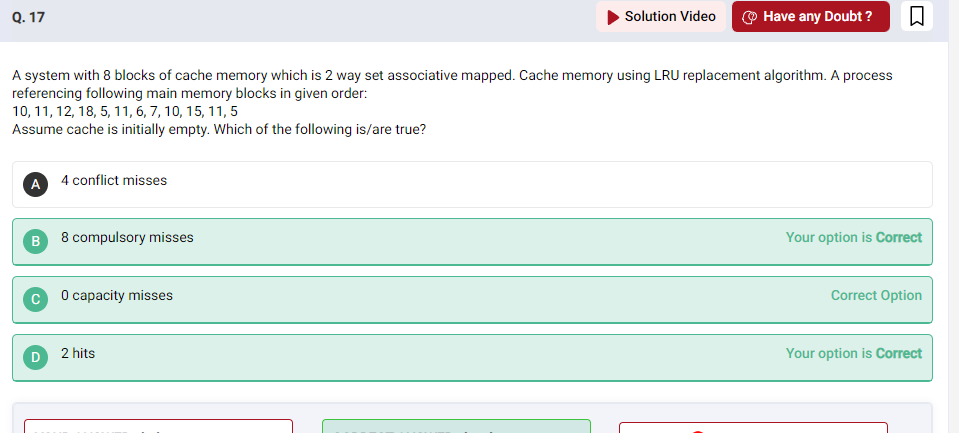 Q. 17
Solution Video
Have any Doubt ?
A system with 8 blocks of cache memory which is 2 way set associative mapped. Cache memory using LRU replacement algorithm. A process
referencing following main memory blocks in given order:
10, 11, 12, 18, 5, 11, 6, 7, 10, 15, 11, 5
Assume cache is initially empty. Which of the following is/are true?
A
4 conflict misses
B
8 compulsory misses
Your option is Correct
C
0 capacity misses
Correct Option
D
2 hits
Your option is Correct